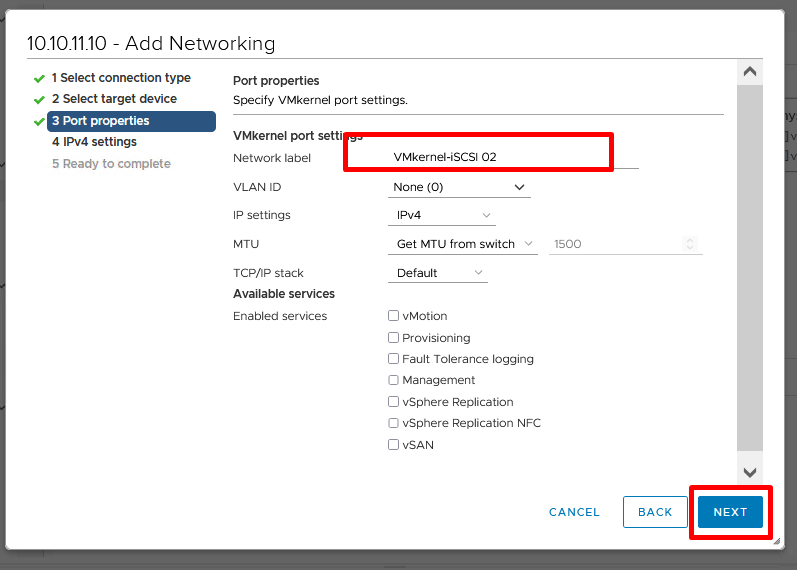 10.10.11.10 - Add Networking
1 Select connection type
2 Select target device
3 Port properties
4 IPv4 settings
5 Ready to complete
Port properties
Specify VMkernel port settings.
VMkernel port settings
Network label VMkernel-iSCSI 02
VLAN ID None (0)
IP settings IPv4
MTU Get MTU from switch 1500
TCP/IP stack Default
Available services
Enabled services vMotion
Provisioning
Fault Tolerance logging
Management
vSphere Replication
vSphere Replication NFC
vSAN
CANCEL BACK NEXT